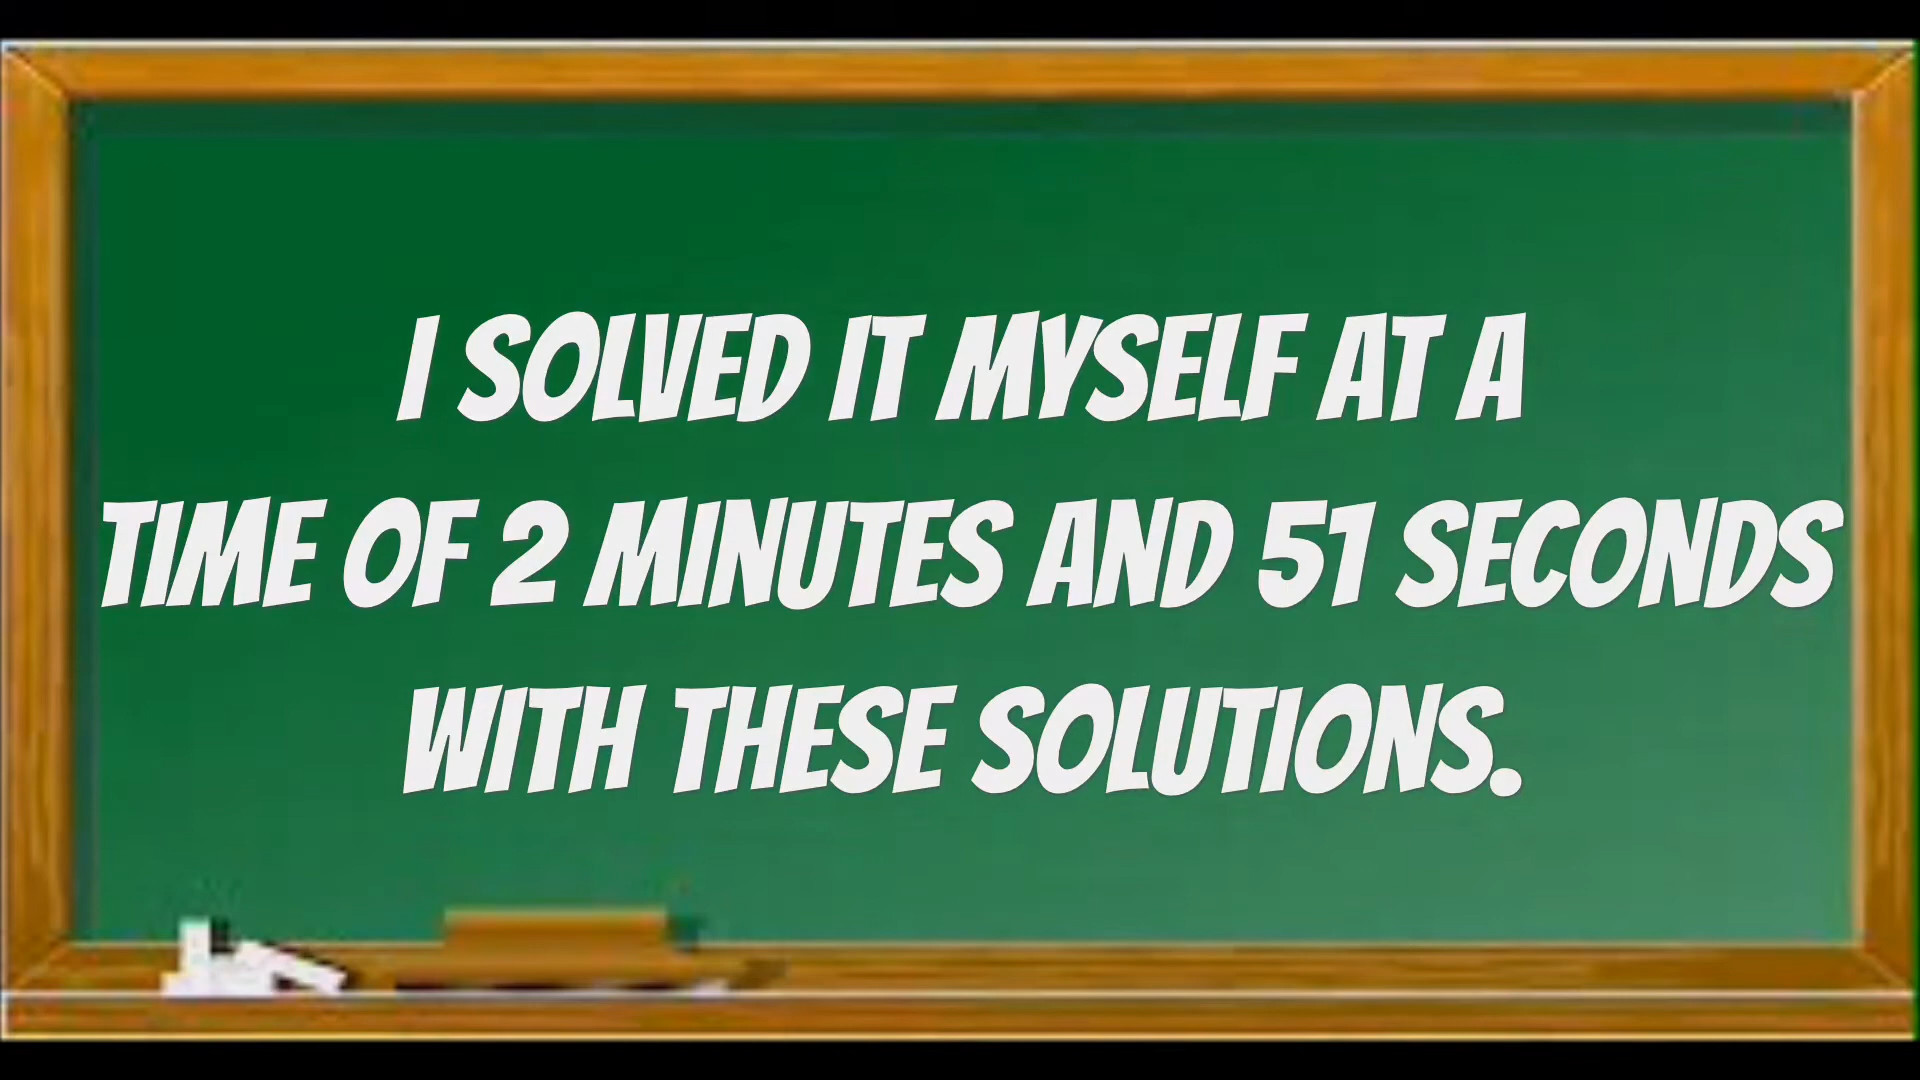 I SOLVED IT MYSELF AT A
TIME OF 2 MINUTES AND 51 SECONDS
WITH THESE SOLUTIONS.